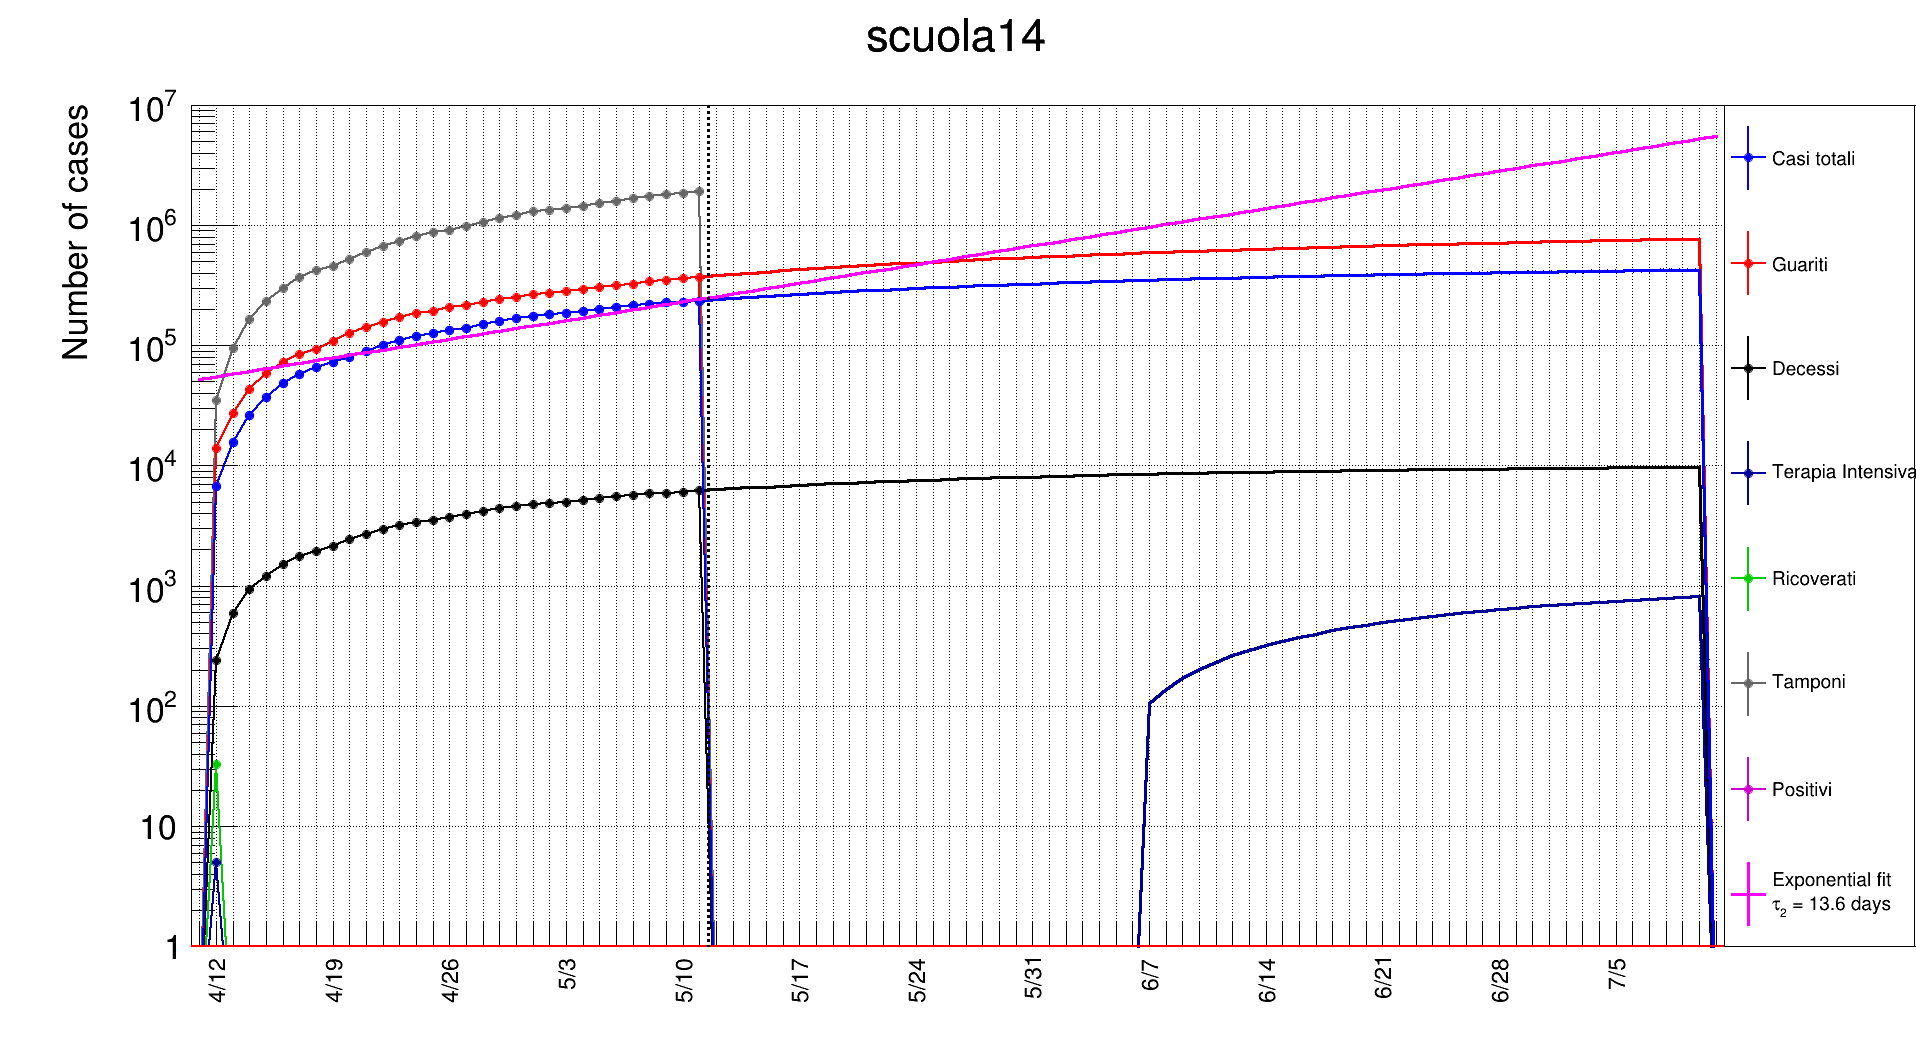 scuola14
Number of cases
10^7
10^6
10^5
10^4
10^3
10^2
10
1
4/12
4/19
4/26
5/3
5/10
5/17
5/24
5/31
6/7
6/14
6/21
6/28
7/5
Casi totali
Guariti
Decessi
Terapia Intensiva
Ricoverati
Tamponi
Positivi
Exponential fit
τ₂ = 13.6 days